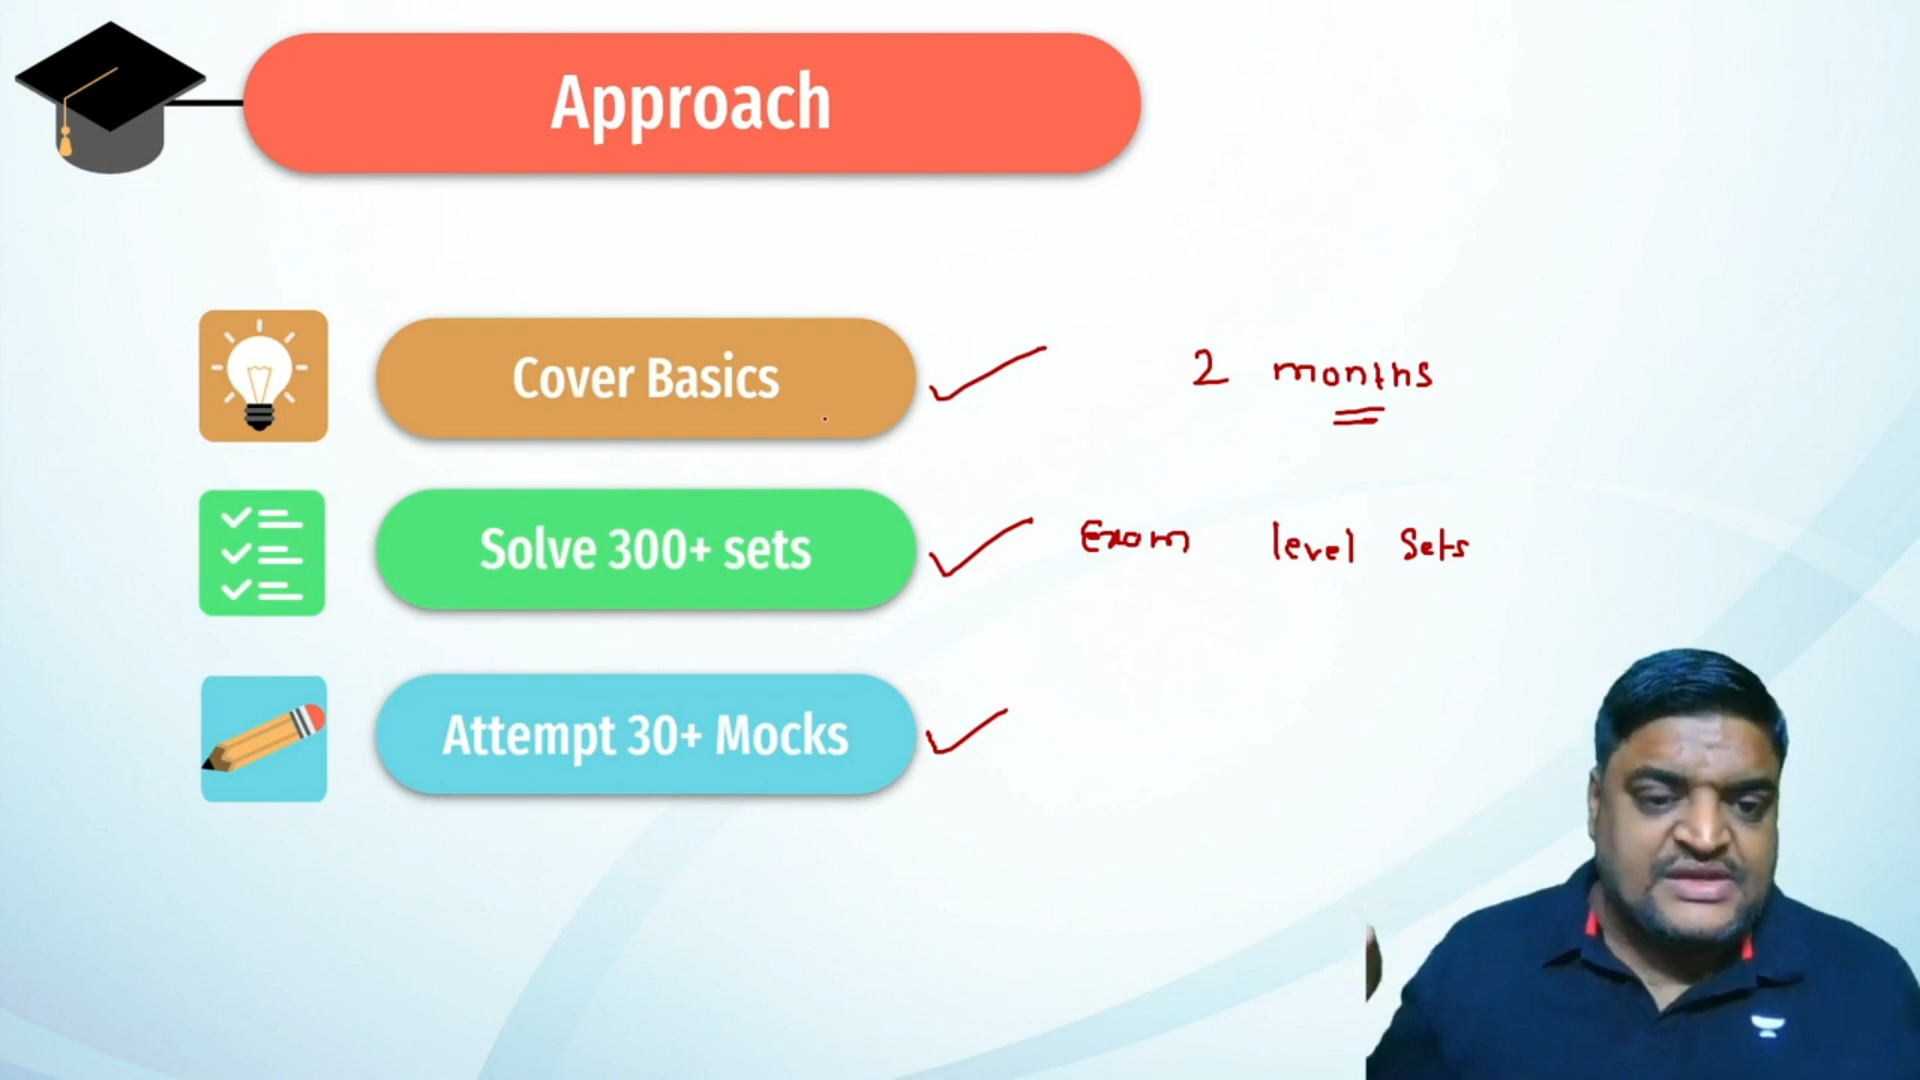 Approach
Cover Basics
2 months
Solve 300+ sets
Exam level Sets
Attempt 30+ Mocks